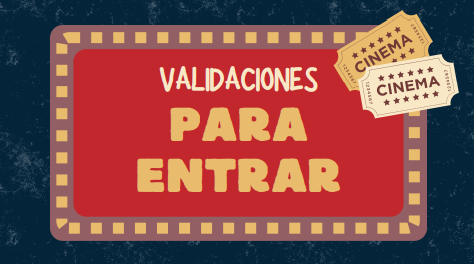 VALIDACIONES
PARA
ENTRAR
CINEMA
CINEMA